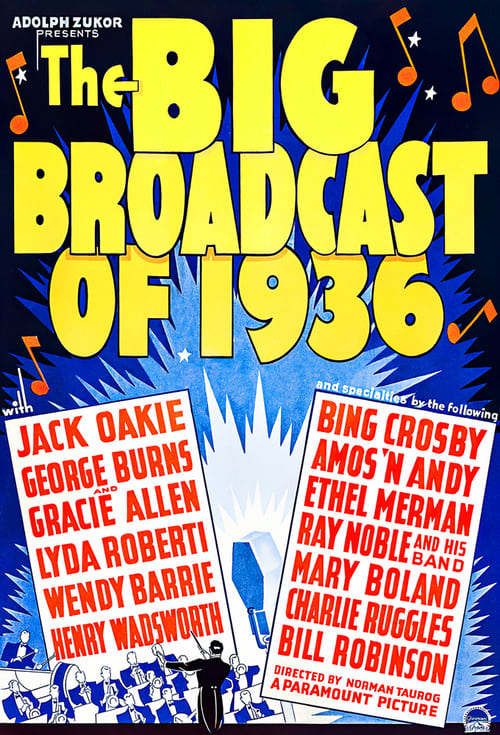 ADOLPH ZUKOR
PRESENTS
The BIG
BROADCAST
OF 1936
with
JACK OAKIE
GEORGE BURNS
AND
GRACIE ALLEN
LYDA ROBERTI
WENDY BARRIE
HENRY WADSWORTH
and specialties by the following
BING CROSBY
AMOS 'N ANDY
ETHEL MERMAN
RAY NOBLE AND HIS
BAND
MARY BOLAND
CHARLIE RUGGLES
BILL ROBINSON
DIRECTED BY NORMAN TAUROG
A PARAMOUNT PICTURE